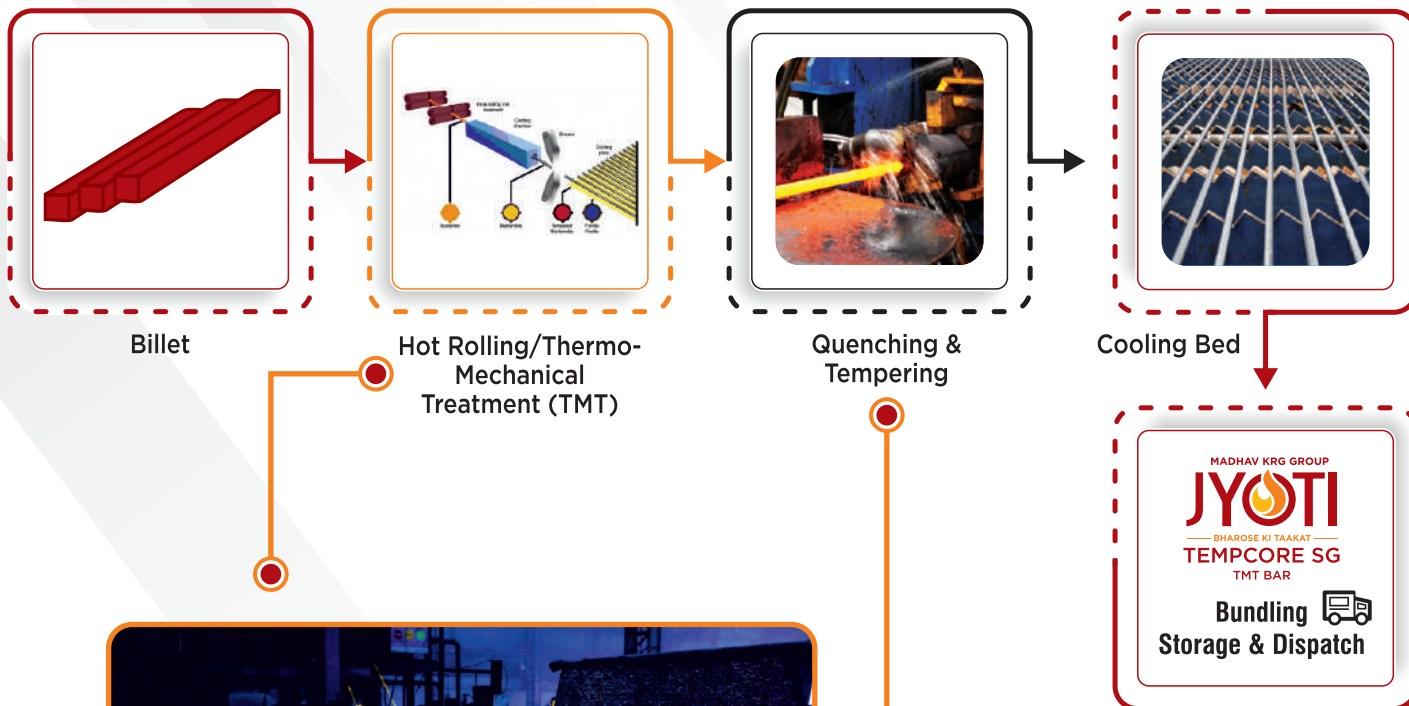 Billet
Hot Rolling/Thermo-
Mechanical
Treatment (TMT)
Quenching &
Tempering
Cooling Bed
MADHAV KRG GROUP
JYOTI
BHAROSE KI TAAKAT
TEMPCORE SG
TMT BAR
Bundling
Storage & Dispatch